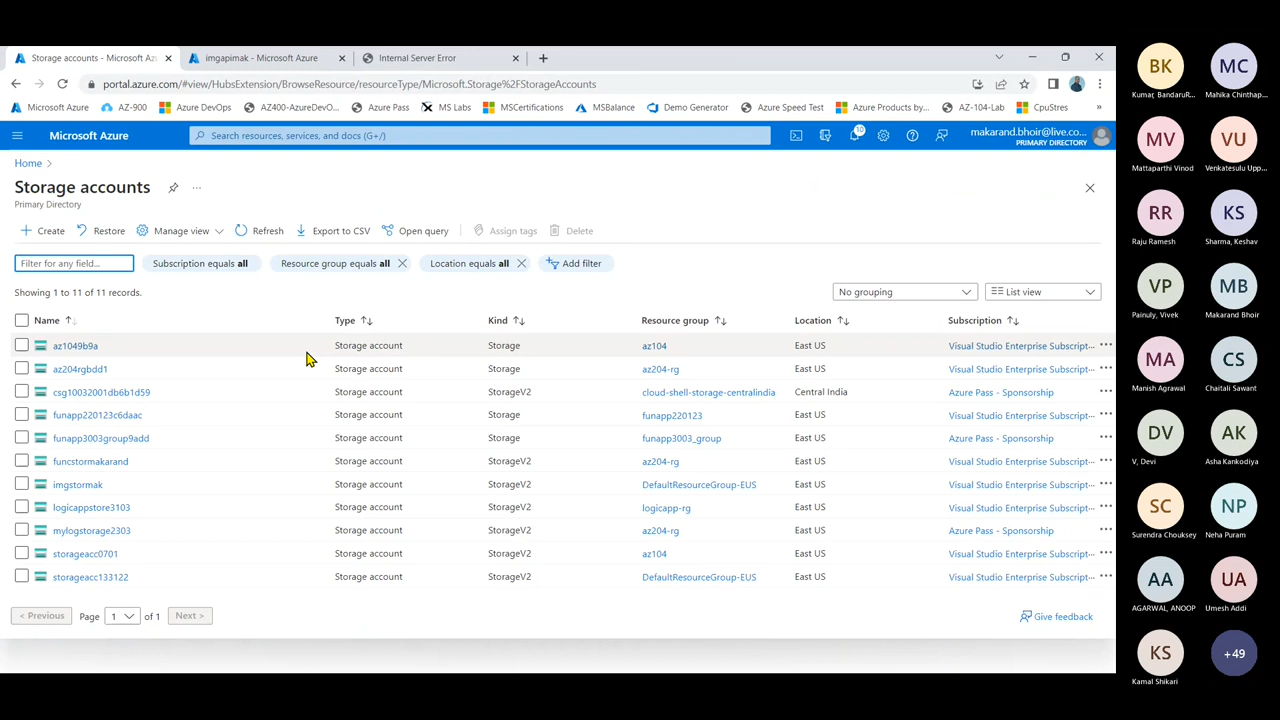 Storage accounts - Microsoft Az
imgapimak - Microsoft Azure
Internal Server Error
portal.azure.com/#view/HubsExtension/BrowseResource/resourceType/Microsoft.Storage%2FStorageAccounts
Microsoft Azure
AZ-900
Azure DevOps
AZ400-AzureDevO...
Azure Pass
MS Labs
MSCertifications
MSBalance
Demo Generator
Azure Speed Test
Azure Products by...
AZ-104-Lab
CpuStres
»
Microsoft Azure
Search resources, services, and docs (G+/)
10
makarand.bhoir@live.co...
PRIMARY DIRECTORY
Home >
Storage accounts
...
Primary Directory
Create
Restore
Manage view
Refresh
Export to CSV
Open query
Assign tags
Delete
Filter for any field...
Subscription equals all
Resource group equals all
Location equals all
Add filter
Showing 1 to 11 of 11 records.
No grouping
List view
Name Type Kind Resource group Location Subscription
az1049b9a Storage account Storage az104 East US Visual Studio Enterprise Subscript... ...
az204rgbdd1 Storage account Storage az204-rg East US Visual Studio Enterprise Subscript... ...
csg10032001db6b1d59 Storage account StorageV2 cloud-shell-storage-centralindia Central India Azure Pass - Sponsorship ...
funapp220123c6daac Storage account Storage funapp220123 East US Visual Studio Enterprise Subscript... ...
funapp3003group9add Storage account Storage funapp3003_group East US Azure Pass - Sponsorship ...
funcstormakarand Storage account StorageV2 az204-rg East US Visual Studio Enterprise Subscript... ...
imgstormak Storage account StorageV2 DefaultResourceGroup-EUS East US Visual Studio Enterprise Subscript... ...
logicappstore3103 Storage account StorageV2 logicapp-rg East US Visual Studio Enterprise Subscript... ...
mylogstorage2303 Storage account StorageV2 az204-rg East US Azure Pass - Sponsorship ...
storageacc0701 Storage account StorageV2 az104 East US Visual Studio Enterprise Subscript... ...
storageacc133122 Storage account StorageV2 DefaultResourceGroup-EUS East US Visual Studio Enterprise Subscript... ...
< Previous Page 1 of 1 Next >
Give feedback
BK MC
Kumar, BandaruR... Mahika Chinthap...
MV VU
Mattaparthi Vinod Venkatesulu Upp...
RR KS
Raju Ramesh Sharma, Keshav
VP MB
Painuly, Vivek Makarand Bhoir
MA CS
Manish Agrawal Chaitali Sawant
DV AK
V, Devi Asha Kankodiya
SC NP
Surendra Chouksey Neha Puram
AA UA
AGARWAL, ANOOP Umesh Addi
KS +49
Kamal Shikari